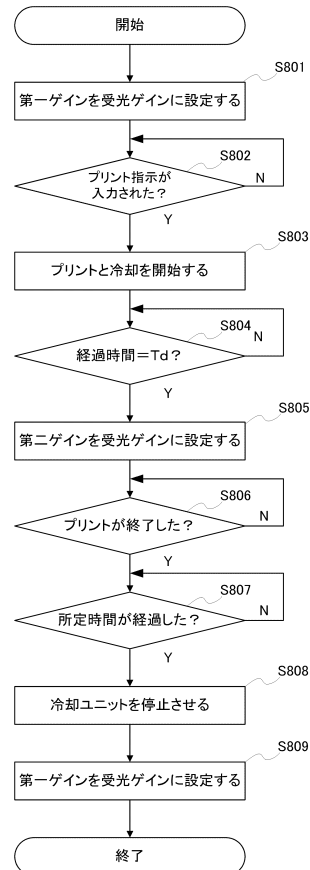 開始
S801
第一ゲインを受光ゲインに設定する
S802
プリント指示が
入力された?
N
Y
S803
プリントと冷却を開始する
S804
経過時間=Td?
N
Y
S805
第二ゲインを受光ゲインに設定する
S806
プリントが終了した?
N
Y
S807
所定時間が経過した?
N
Y
S808
冷却ユニットを停止させる
S809
第一ゲインを受光ゲインに設定する
終了